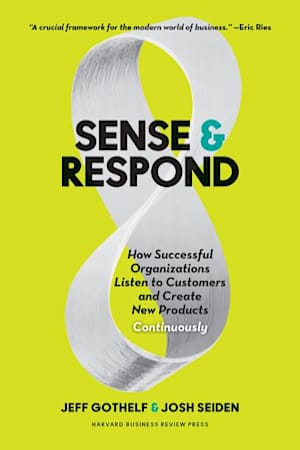 “A crucial framework for the modern world of business.”—Eric Ries
SENSE &
RESPOND
How Successful
Organizations
Listen to Customers
and Create
New Products
Continuously
JEFF GOTHELF & JOSH SEIDEN
HARVARD BUSINESS REVIEW PRESS